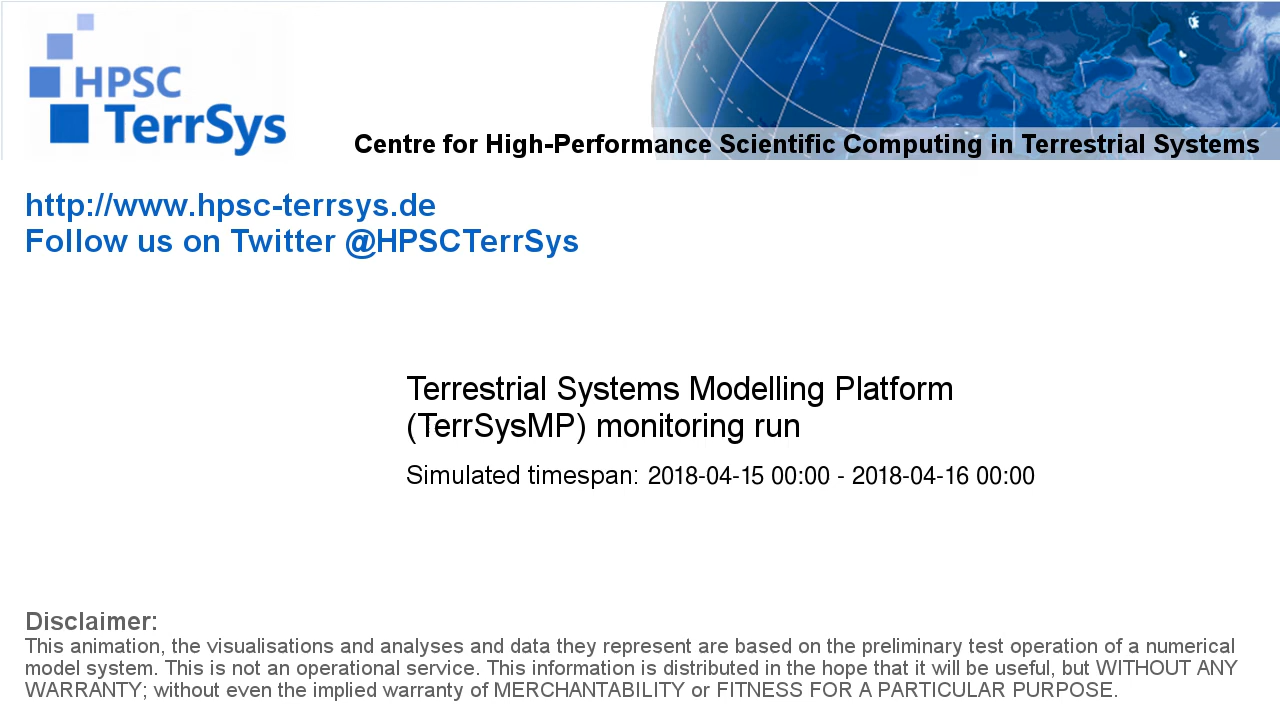 HPSC
TerrSys
Centre for High-Performance Scientific Computing in Terrestrial Systems
http://www.hpsc-terrsys.de
Follow us on Twitter @HPSCTerrSys
Terrestrial Systems Modelling Platform
(TerrSysMP) monitoring run
Simulated timespan: 2018-04-15 00:00 - 2018-04-16 00:00
Disclaimer:
This animation, the visualisations and analyses and data they represent are based on the preliminary test operation of a numerical
model system. This is not an operational service. This information is distributed in the hope that it will be useful, but WITHOUT ANY
WARRANTY; without even the implied warranty of MERCHANTABILITY or FITNESS FOR A PARTICULAR PURPOSE.